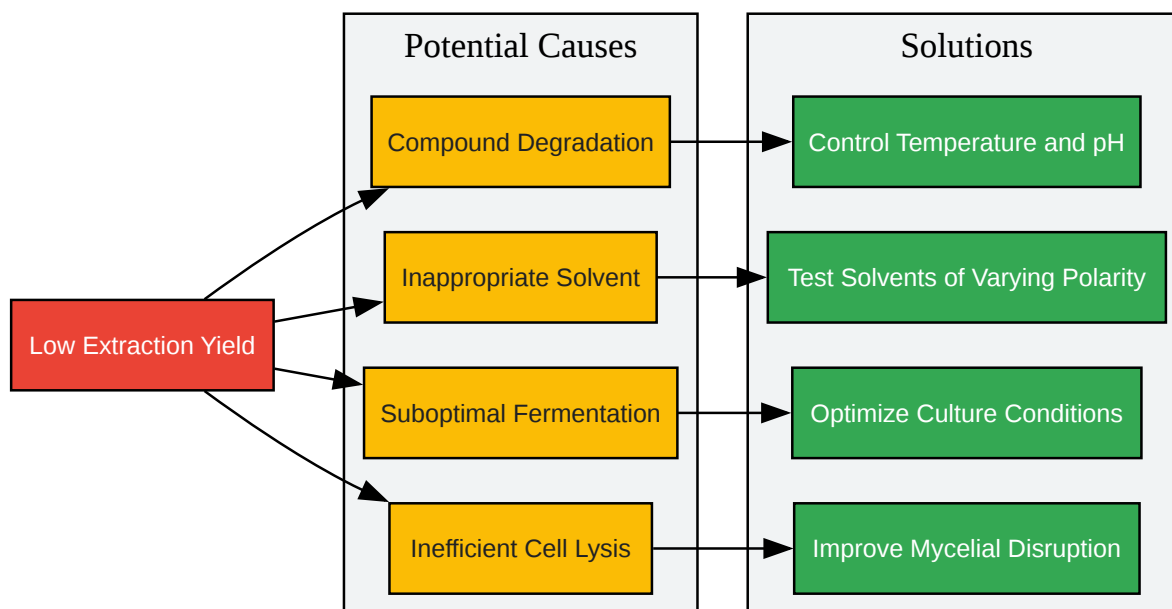 Potential Causes
Solutions
Compound Degradation
Control Temperature and pH
Inappropriate Solvent
Test Solvents of Varying Polarity
Low Extraction Yield
Suboptimal Fermentation
Optimize Culture Conditions
Inefficient Cell Lysis
Improve Mycelial Disruption